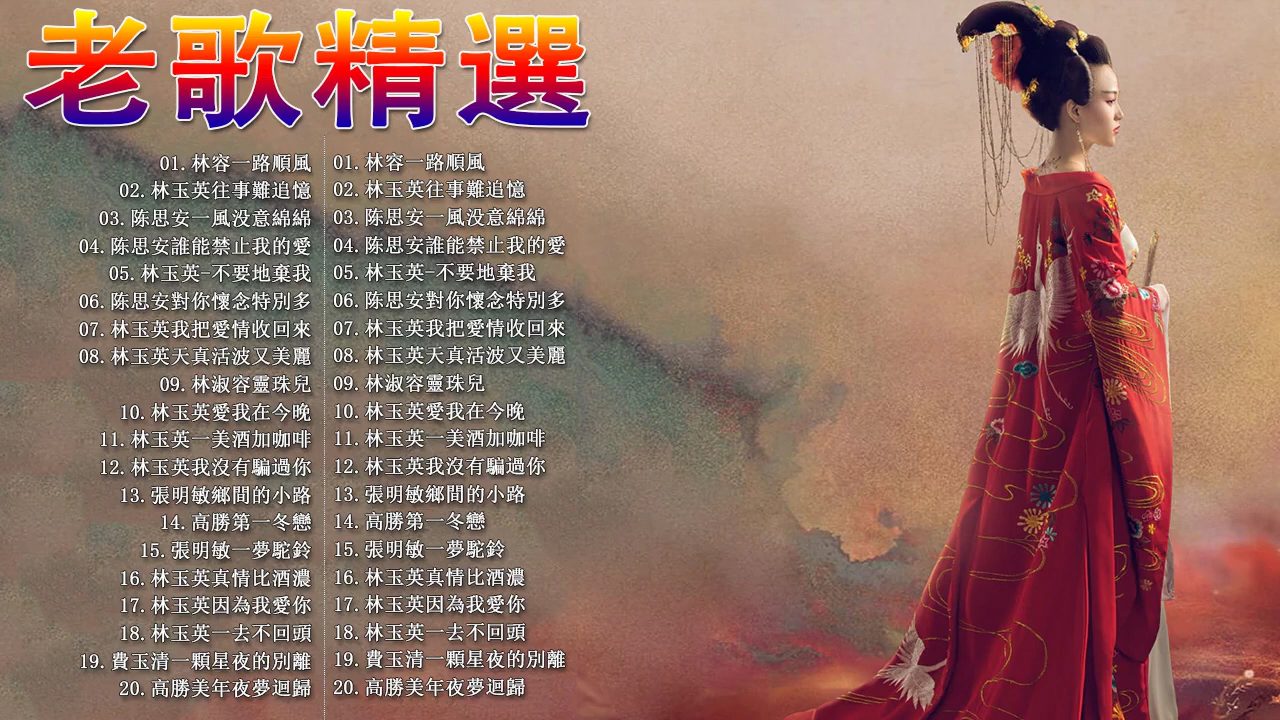 老歌精選
01. 林容一路順風
02. 林玉英往事難追憶
03. 陈思安一風没意綿綿
04. 陈思安誰能禁止我的愛
05. 林玉英-不要地棄我
06. 陈思安對你懷念特別多
07. 林玉英我把愛情收回來
08. 林玉英天真活波又美麗
09. 林淑容靈珠兒
10. 林玉英愛我在今晚
11. 林玉英一美酒加咖啡
12. 林玉英我沒有騙過你
13. 張明敏鄉間的小路
14. 高勝第一冬戀
15. 張明敏一夢駝鈴
16. 林玉英真情比酒濃
17. 林玉英因為我愛你
18. 林玉英一去不回頭
19. 費玉清一顆星夜的別離
20. 高勝美年夜夢迴歸
01. 林容一路順風
02. 林玉英往事難追憶
03. 陈思安一風没意綿綿
04. 陈思安誰能禁止我的愛
05. 林玉英-不要地棄我
06. 陈思安對你懷念特別多
07. 林玉英我把愛情收回來
08. 林玉英天真活波又美麗
09. 林淑容靈珠兒
10. 林玉英愛我在今晚
11. 林玉英一美酒加咖啡
12. 林玉英我沒有騙過你
13. 張明敏鄉間的小路
14. 高勝第一冬戀
15. 張明敏一夢駝鈴
16. 林玉英真情比酒濃
17. 林玉英因為我愛你
18. 林玉英一去不回頭
19. 費玉清一顆星夜的別離
20. 高勝美年夜夢迴歸